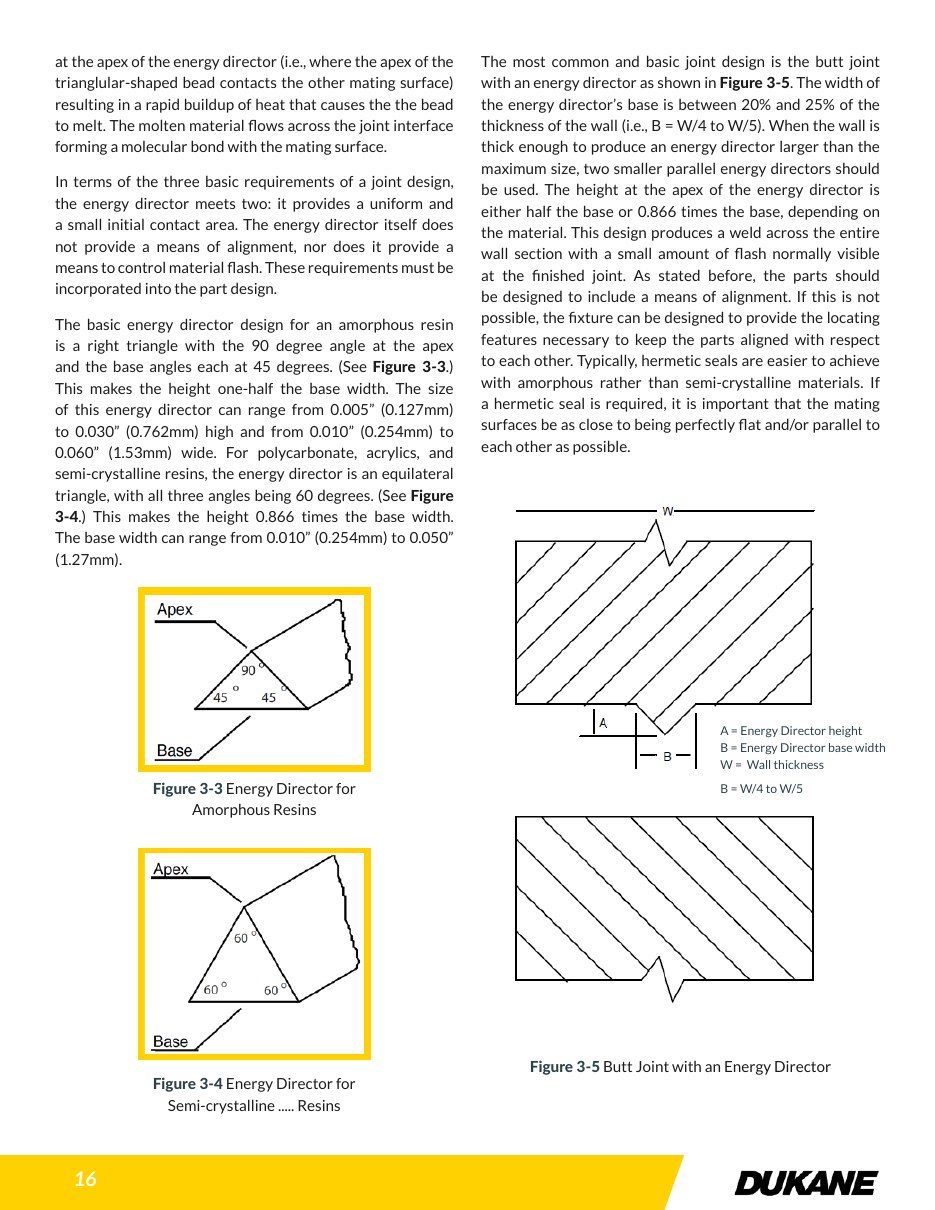 at the apex of the energy director (i.e., where the apex of the
trianglular-shaped bead contacts the other mating surface)
resulting in a rapid buildup of heat that causes the the bead
to melt. The molten material flows across the joint interface
forming a molecular bond with the mating surface.
In terms of the three basic requirements of a joint design,
the energy director meets two: it provides a uniform and
a small initial contact area. The energy director itself does
not provide a means of alignment, nor does it provide a
means to control material flash. These requirements must be
incorporated into the part design.
The basic energy director design for an amorphous resin
is a right triangle with the 90 degree angle at the apex
and the base angles each at 45 degrees. (See Figure 3-3.)
This makes the height one-half the base width. The size
of this energy director can range from 0.005” (0.127mm)
to 0.030” (0.762mm) high and from 0.010” (0.254mm) to
0.060” (1.53mm) wide. For polycarbonate, acrylics, and
semi-crystalline resins, the energy director is an equilateral
triangle, with all three angles being 60 degrees. (See Figure
3-4.) This makes the height 0.866 times the base width.
The base width can range from 0.010” (0.254mm) to 0.050”
(1.27mm).
Apex
90°
45° 45°
Base
Figure 3-3 Energy Director for
Amorphous Resins
Apex
60°
60° 60°
Base
Figure 3-4 Energy Director for
Semi-crystalline ..... Resins
The most common and basic joint design is the butt joint
with an energy director as shown in Figure 3-5. The width of
the energy director’s base is between 20% and 25% of the
thickness of the wall (i.e., B = W/4 to W/5). When the wall is
thick enough to produce an energy director larger than the
maximum size, two smaller parallel energy directors should
be used. The height at the apex of the energy director is
either half the base or 0.866 times the base, depending on
the material. This design produces a weld across the entire
wall section with a small amount of flash normally visible
at the finished joint. As stated before, the parts should
be designed to include a means of alignment. If this is not
possible, the fixture can be designed to provide the locating
features necessary to keep the parts aligned with respect
to each other. Typically, hermetic seals are easier to achieve
with amorphous rather than semi-crystalline materials. If
a hermetic seal is required, it is important that the mating
surfaces be as close to being perfectly flat and/or parallel to
each other as possible.
W
A
B
A = Energy Director height
B = Energy Director base width
W = Wall thickness
B = W/4 to W/5
Figure 3-5 Butt Joint with an Energy Director
16
DUKANE